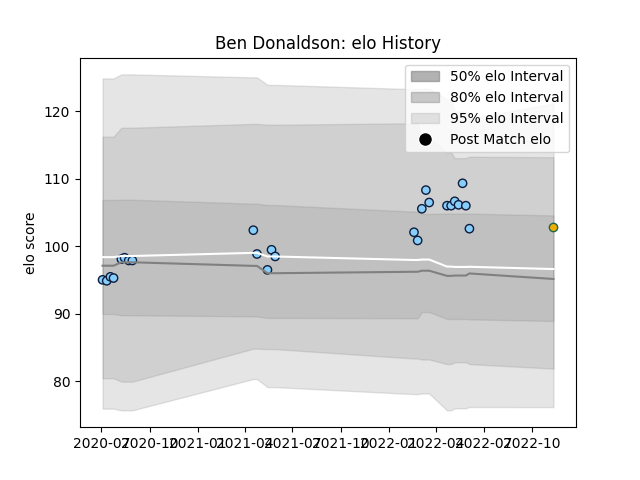 Ben Donaldson: elo History
50% elo Interval
80% elo Interval
95% elo Interval
Post Match elo
elo score
120
110
100
90
80
2020-07 2020-10 2021-01 2021-04 2021-07 2021-10 2022-01 2022-04 2022-07 2022-10